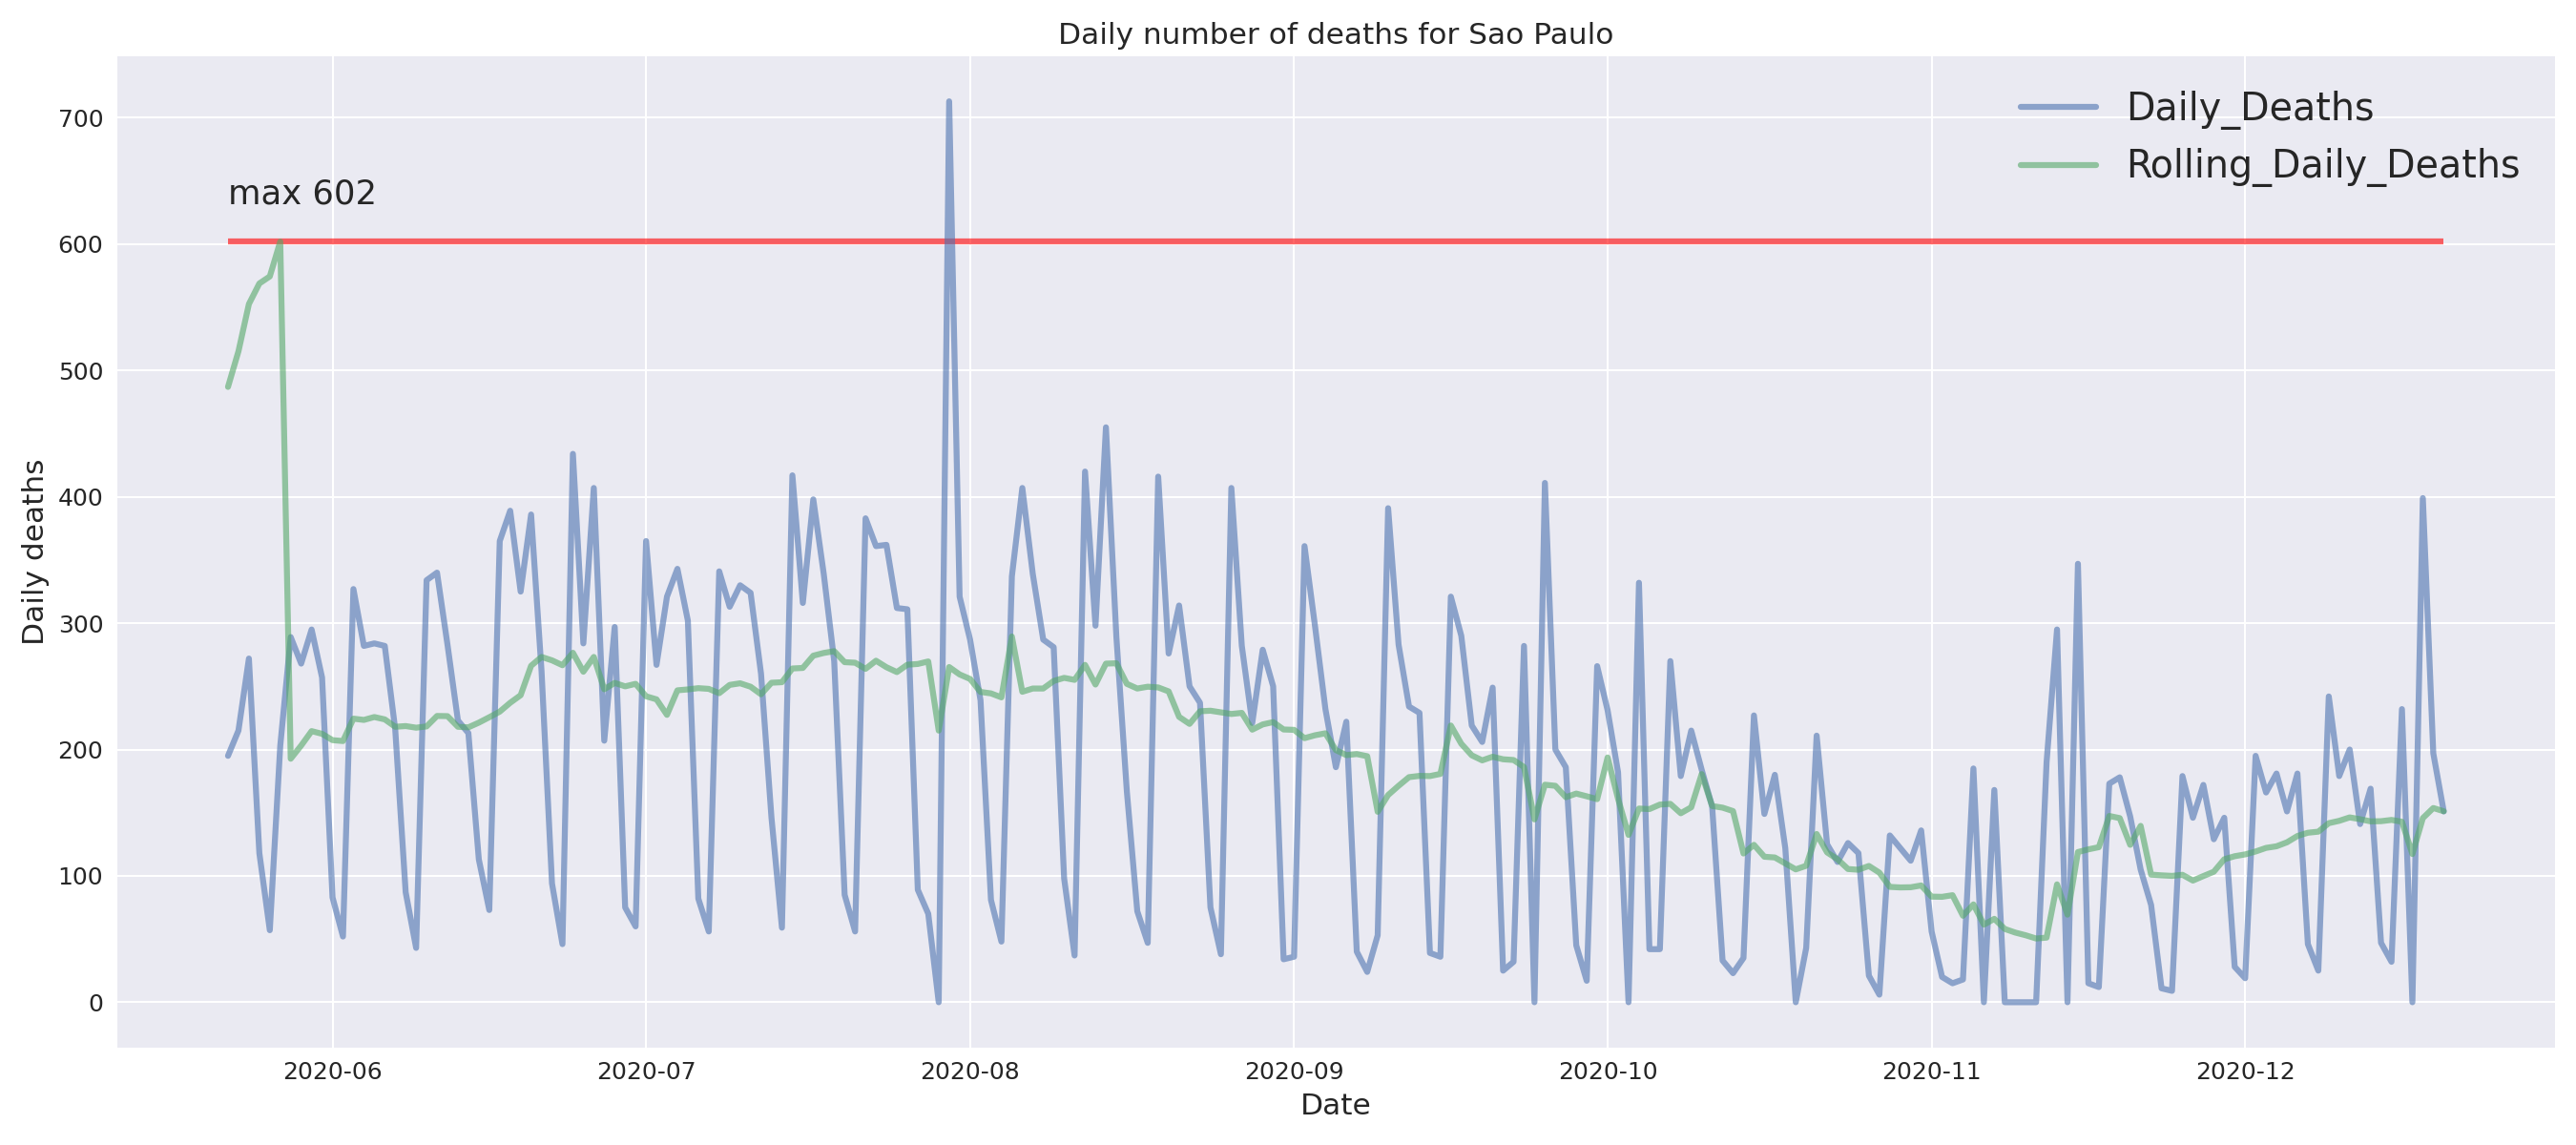 Daily number of deaths for Sao Paulo
Daily_Deaths
Rolling_Daily_Deaths
max 602
Daily deaths
700
600
500
400
300
200
100
0
2020-06 2020-07 2020-08 2020-09 2020-10 2020-11 2020-12
Date